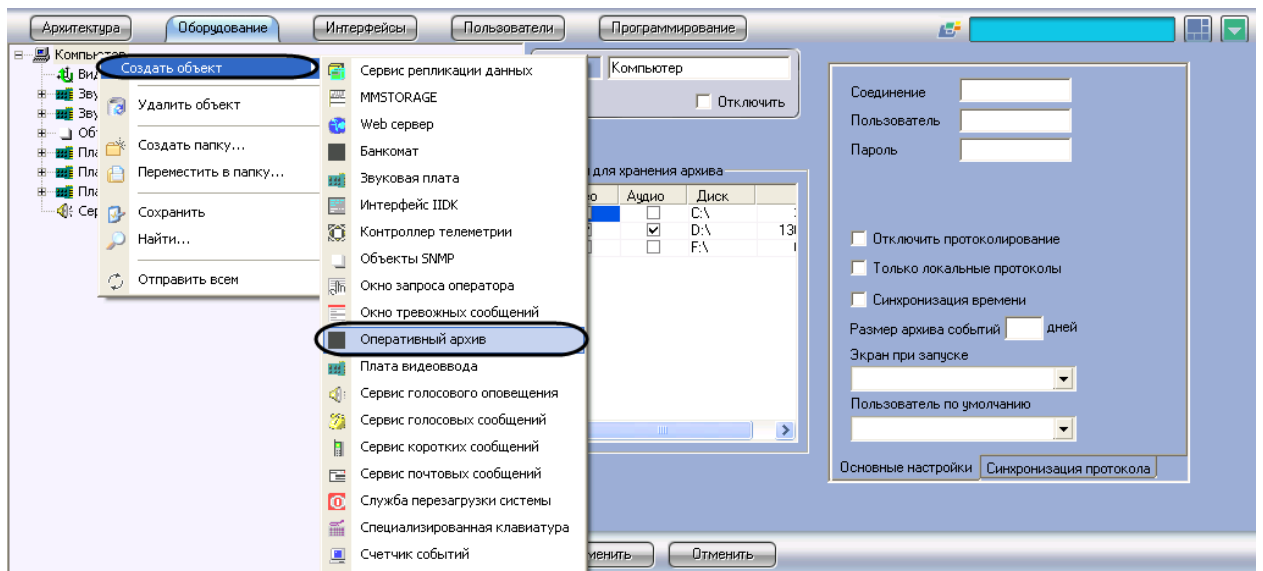 Архитектура Оборудование Интерфейсы Пользователи Программирование
Компьютер
Создать объект
Удалить объект
Создать папку...
Переместить в папку...
Сохранить
Найти...
Отправить всем
Сервис репликации данных
MMSTORAGE
Web сервер
Банкомат
Звуковая плата
Интерфейс IIDK
Контроллер телеметрии
Объекты SNMP
Окно запроса оператора
Окно тревожных сообщений
Оперативный архив
Плата видеоввода
Сервис голосового оповещения
Сервис голосовых сообщений
Сервис коротких сообщений
Сервис почтовых сообщений
Служба перезагрузки системы
Специализированная клавиатура
Счетчик событий
Компьютер
Отключить
для хранения архива
Аудио Диск
C:\
D:\
F:\
Отменить
Соединение
Пользователь
Пароль
Отключить протоколирование
Только локальные протоколы
Синхронизация времени
Размер архива событий дней
Экран при запуске
Пользователь по умолчанию
Основные настройки Синхронизация протокола